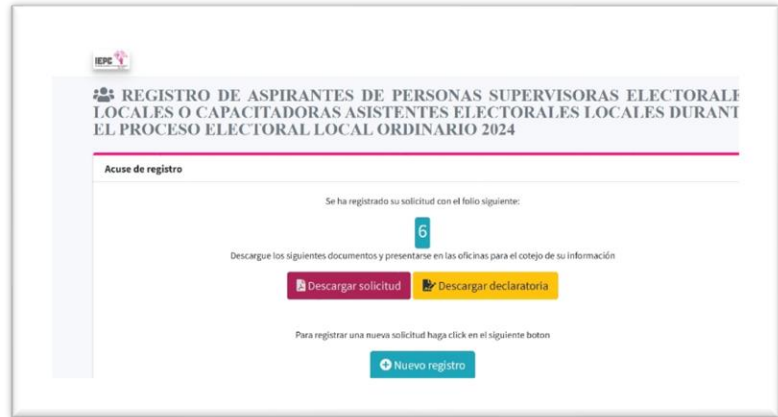 IEPC
REGISTRO DE ASPIRANTES DE PERSONAS SUPERVISORAS ELECTORALE
LOCALES O CAPACITADORAS ASISTENTES ELECTORALES LOCALES DURANT
EL PROCESO ELECTORAL LOCAL ORDINARIO 2024
Acuse de registro
Se ha registrado su solicitud con el folio siguiente:
6
Descargue los siguientes documentos y presentarse en las oficinas para el cotejo de su información
Descargar solicitud Descargar declaratoria
Para registrar una nueva solicitud haga click en el siguiente boton
Nuevo registro